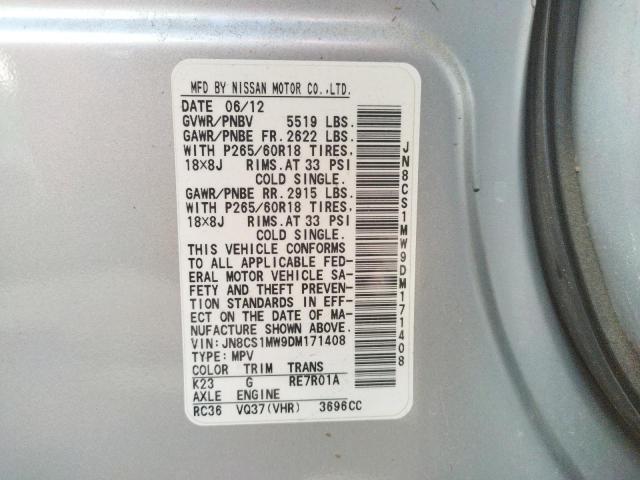 MFD BY NISSAN MOTOR CO.,LTD.
DATE 06/12
GVWR/PNBV 5519 LBS.
GAWR/PNBE FR. 2622 LBS.
WITH P265/60R18 TIRES.
18×8J RIMS.AT 33 PSI
COLD SINGLE.
GAWR/PNBE RR. 2915 LBS.
WITH P265/60R18 TIRES.
18×8J RIMS.AT 33 PSI
COLD SINGLE.
THIS VEHICLE CONFORMS
TO ALL APPLICABLE FED-
ERAL MOTOR VEHICLE SA-
FETY AND THEFT PREVEN-
TION STANDARDS IN EFF-
ECT ON THE DATE OF MA-
NUFACTURE SHOWN ABOVE.
VIN: JN8CS1MW9DM171408
TYPE: MPV
COLOR TRIM TRANS
K23 G RE7R01A
AXLE ENGINE
RC36 VQ37(VHR) 3696CC
JN8CS1MW9DM171408